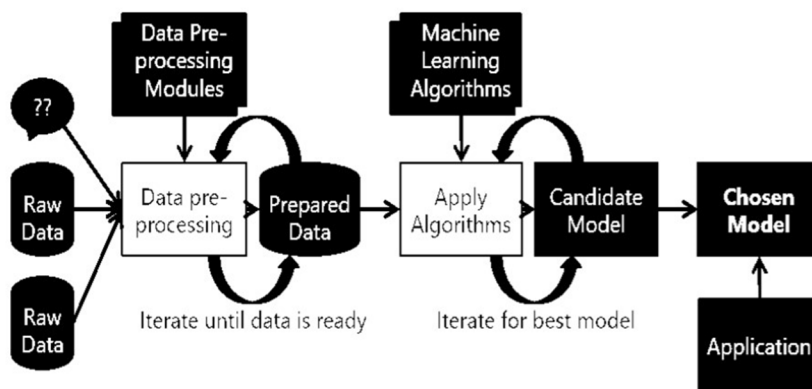 Data Pre-
processing
Modules
Machine
Learning
Algorithms
??
Raw
Data
Data pre-
processing
Prepared
Data
Apply
Algorithms
Candidate
Model
Chosen
Model
Raw
Data
Iterate until data is ready
Iterate for best model
Application